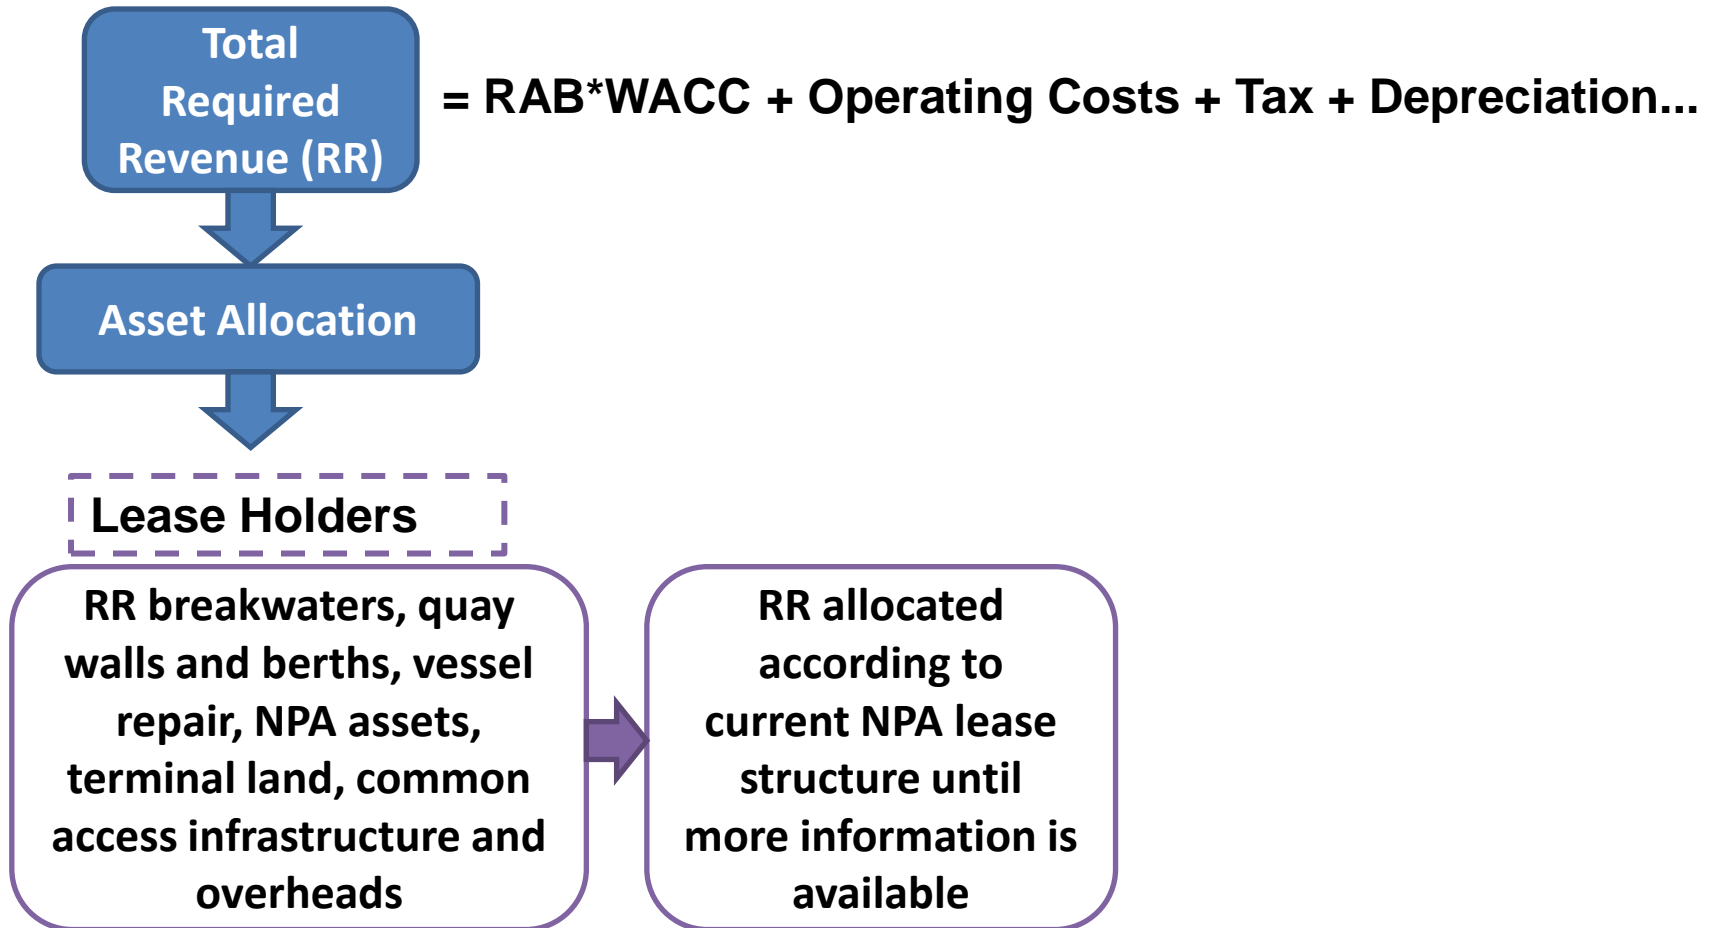 Total
Required
Revenue (RR)
= RAB*WACC + Operating Costs + Tax + Depreciation...
Asset Allocation
Lease Holders
RR breakwaters, quay
walls and berths, vessel
repair, NPA assets,
terminal land, common
access infrastructure and
overheads
RR allocated
according to
current NPA lease
structure until
more information is
available